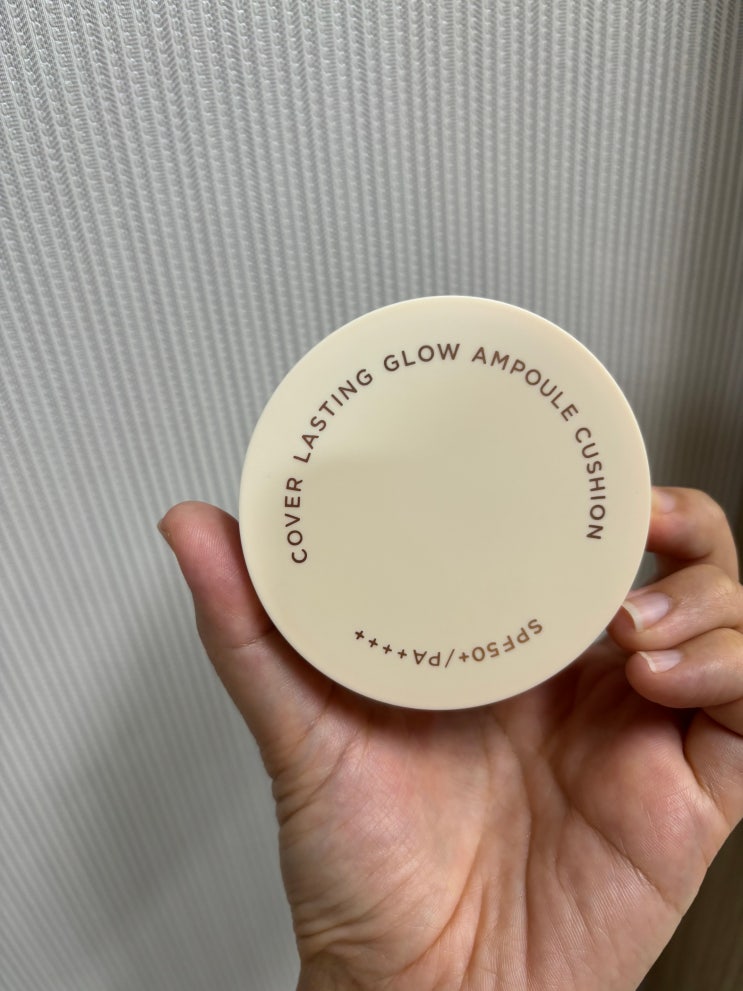 COVER LASTING GLOW AMPOULE CUSHION
SPF50+/PA++++